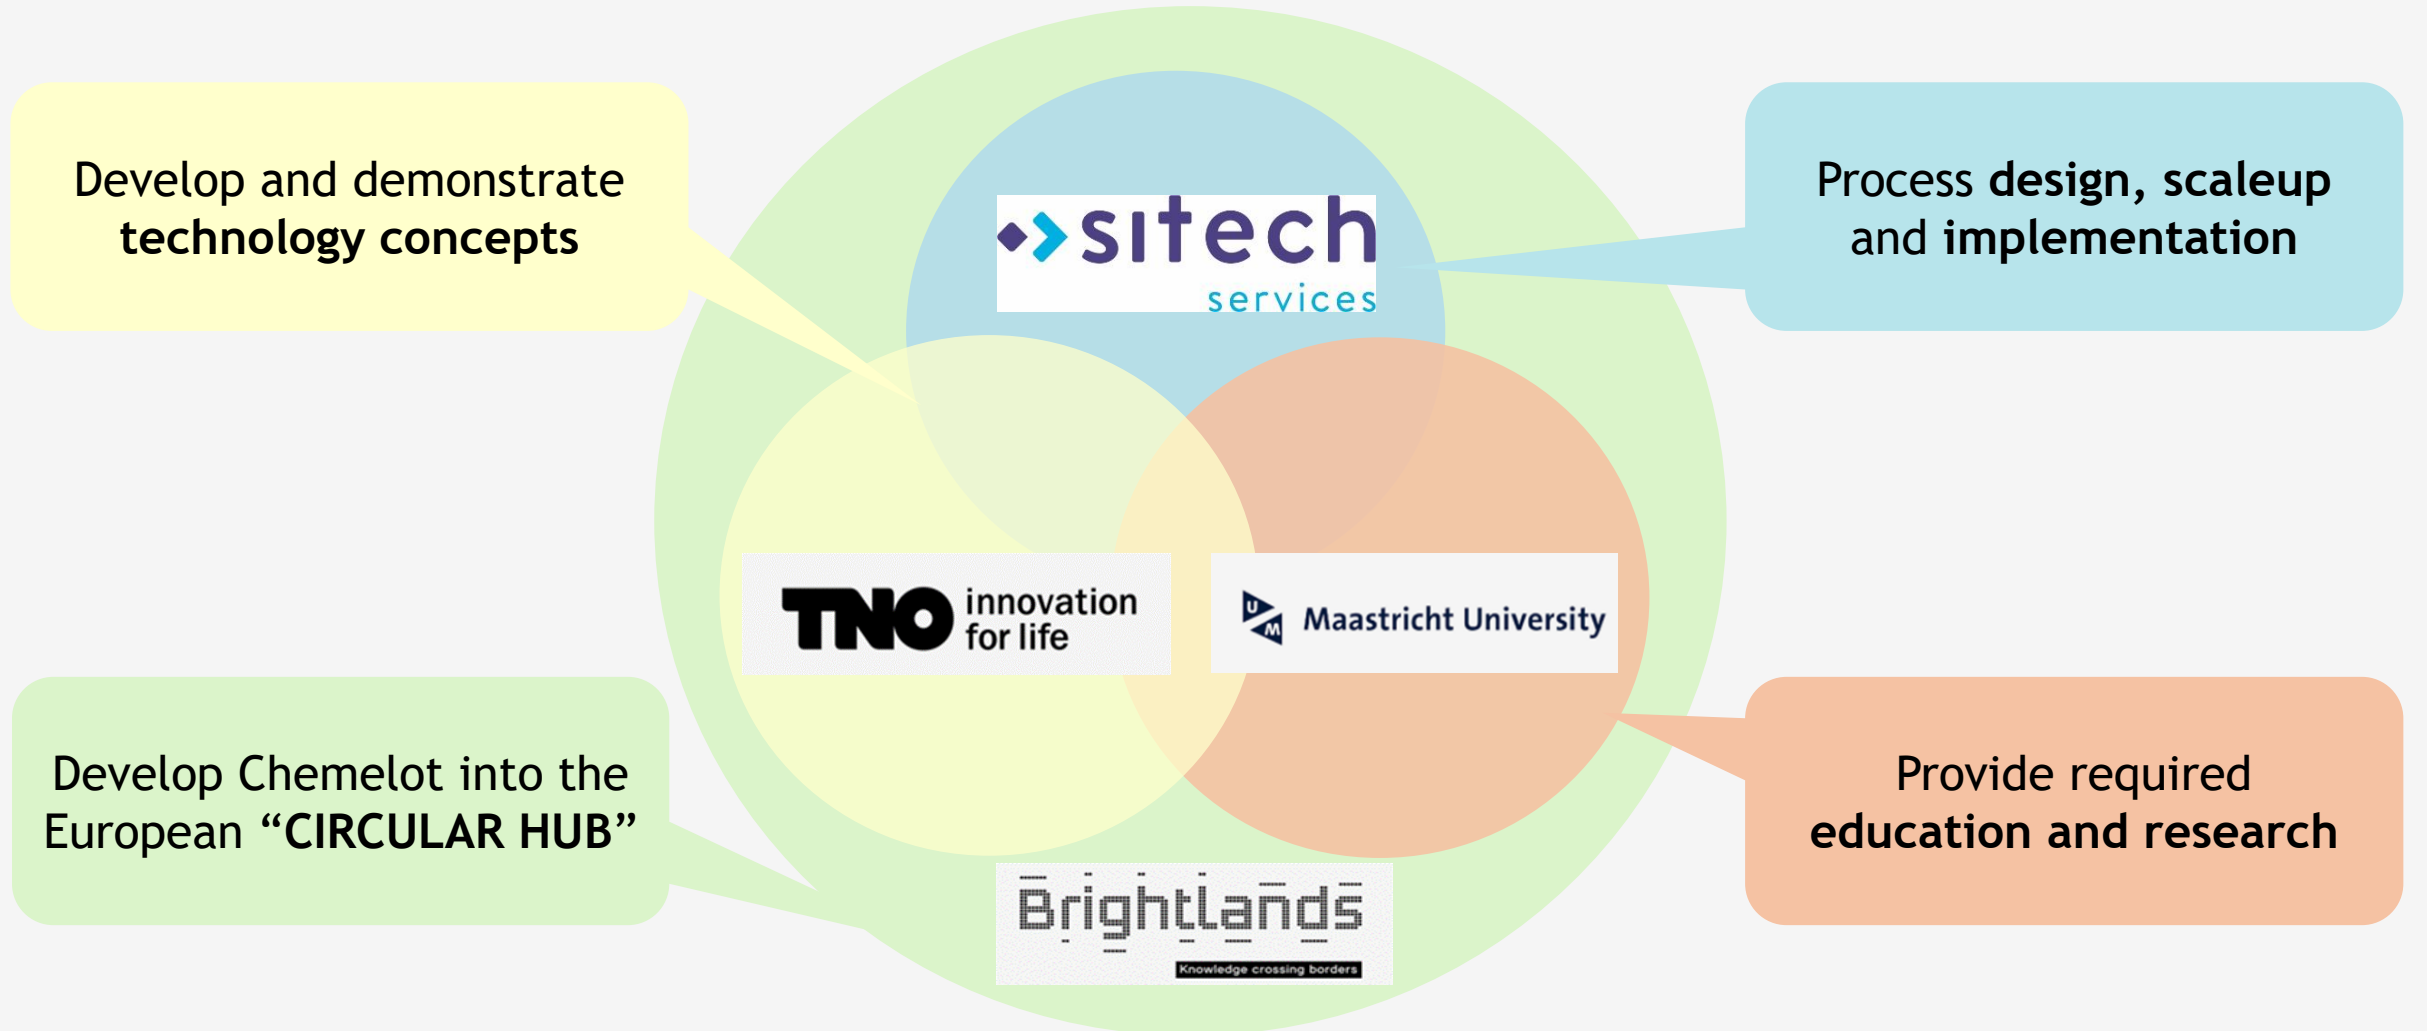 Develop and demonstrate
technology concepts
Process design, scaleup
and implementation
sitech
services
TNO innovation
for life
UM Maastricht University
Develop Chemelot into the
European “CIRCULAR HUB”
Provide required
education and research
Brightlands
Knowledge crossing borders